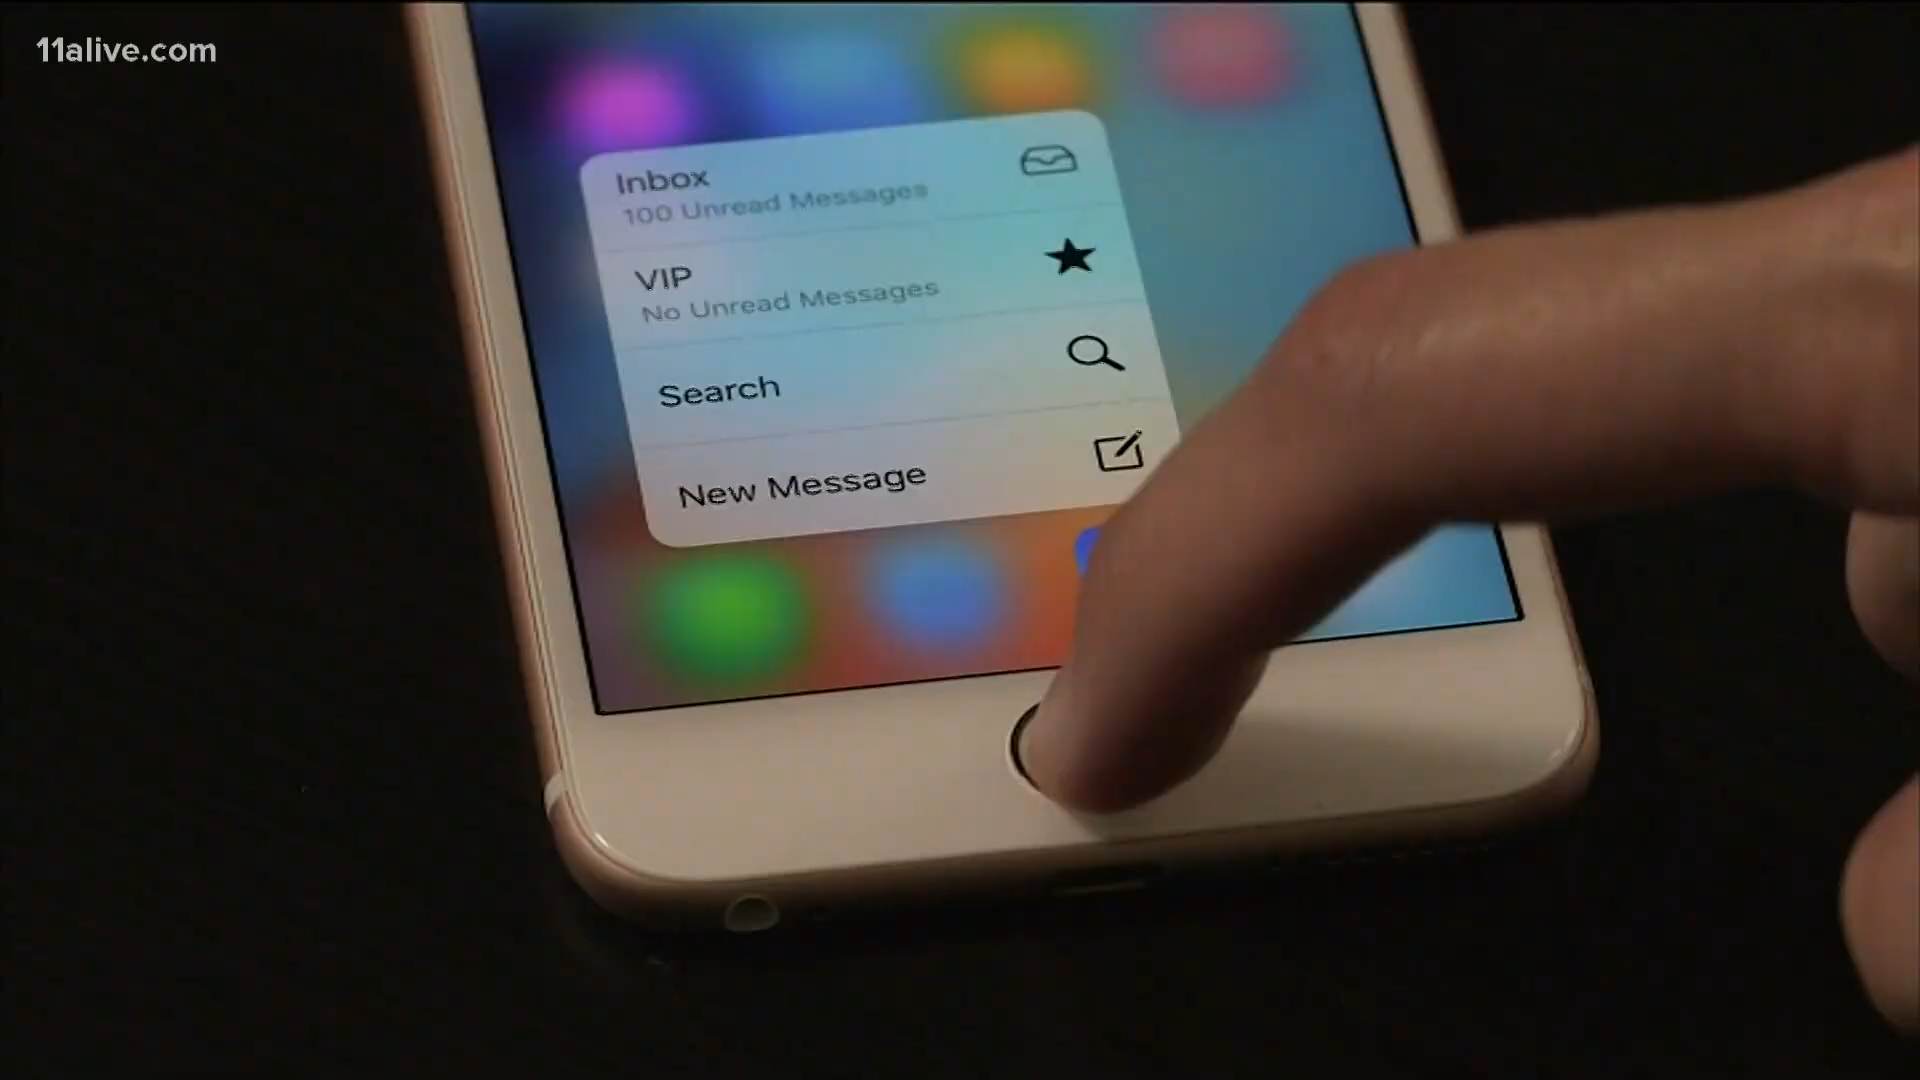 11alive.com
Inbox
100 Unread Messages
VIP
No Unread Messages
Search
New Message